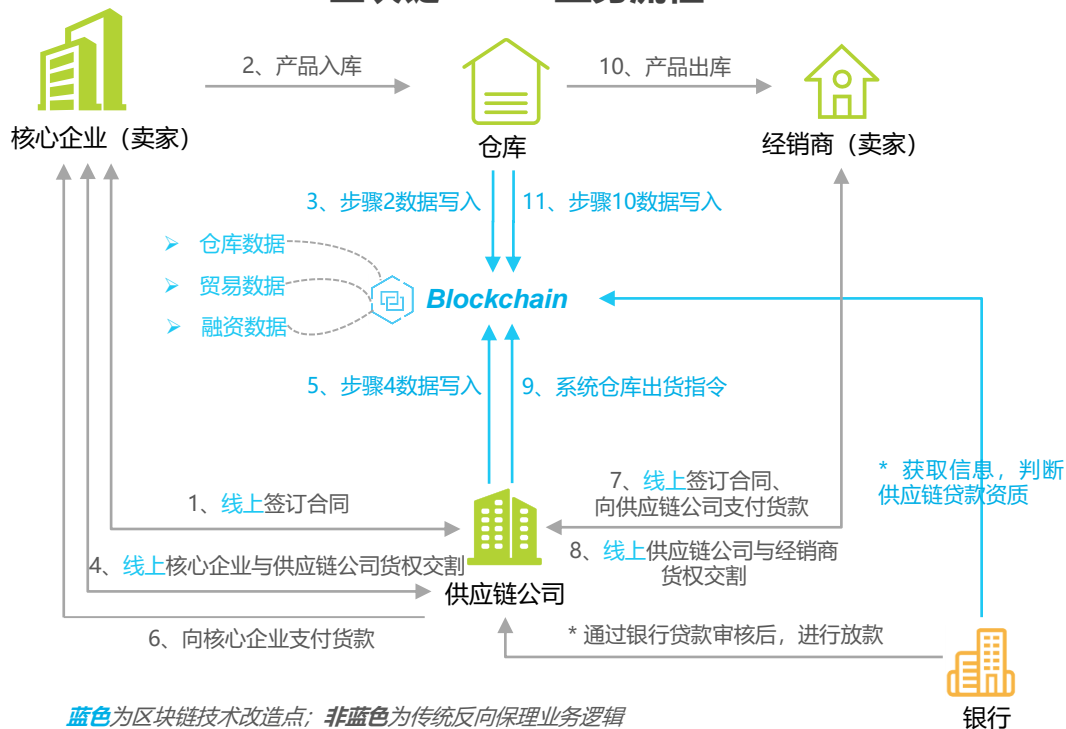 2、产品入库
10、产品出库
核心企业（卖家）
仓库
经销商（卖家）
3、步骤2数据写入
11、步骤10数据写入
➢ 仓库数据
➢ 贸易数据
➢ 融资数据
Blockchain
5、步骤4数据写入
9、系统仓库出货指令
* 获取信息，判断
供应链贷款资质
1、线上签订合同
7、线上签订合同、
向供应链公司支付货款
4、线上核心企业与供应链公司货权交割
8、线上供应链公司与经销商
货权交割
供应链公司
6、向核心企业支付货款
* 通过银行贷款审核后，进行放款
银行
蓝色为区块链技术改造点；非蓝色为传统反向保理业务逻辑